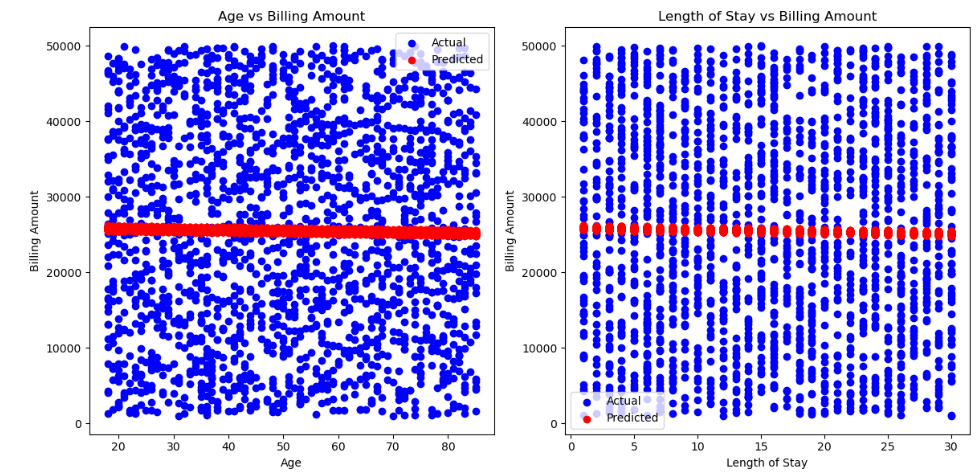 Age vs Billing Amount
50000
40000
30000
20000
10000
0
Billing Amount
20
30
40
50
60
70
80
Age
Actual
Predicted
Length of Stay vs Billing Amount
50000
40000
30000
20000
10000
0
Billing Amount
0
5
10
15
20
25
30
Length of Stay
Actual
Predicted